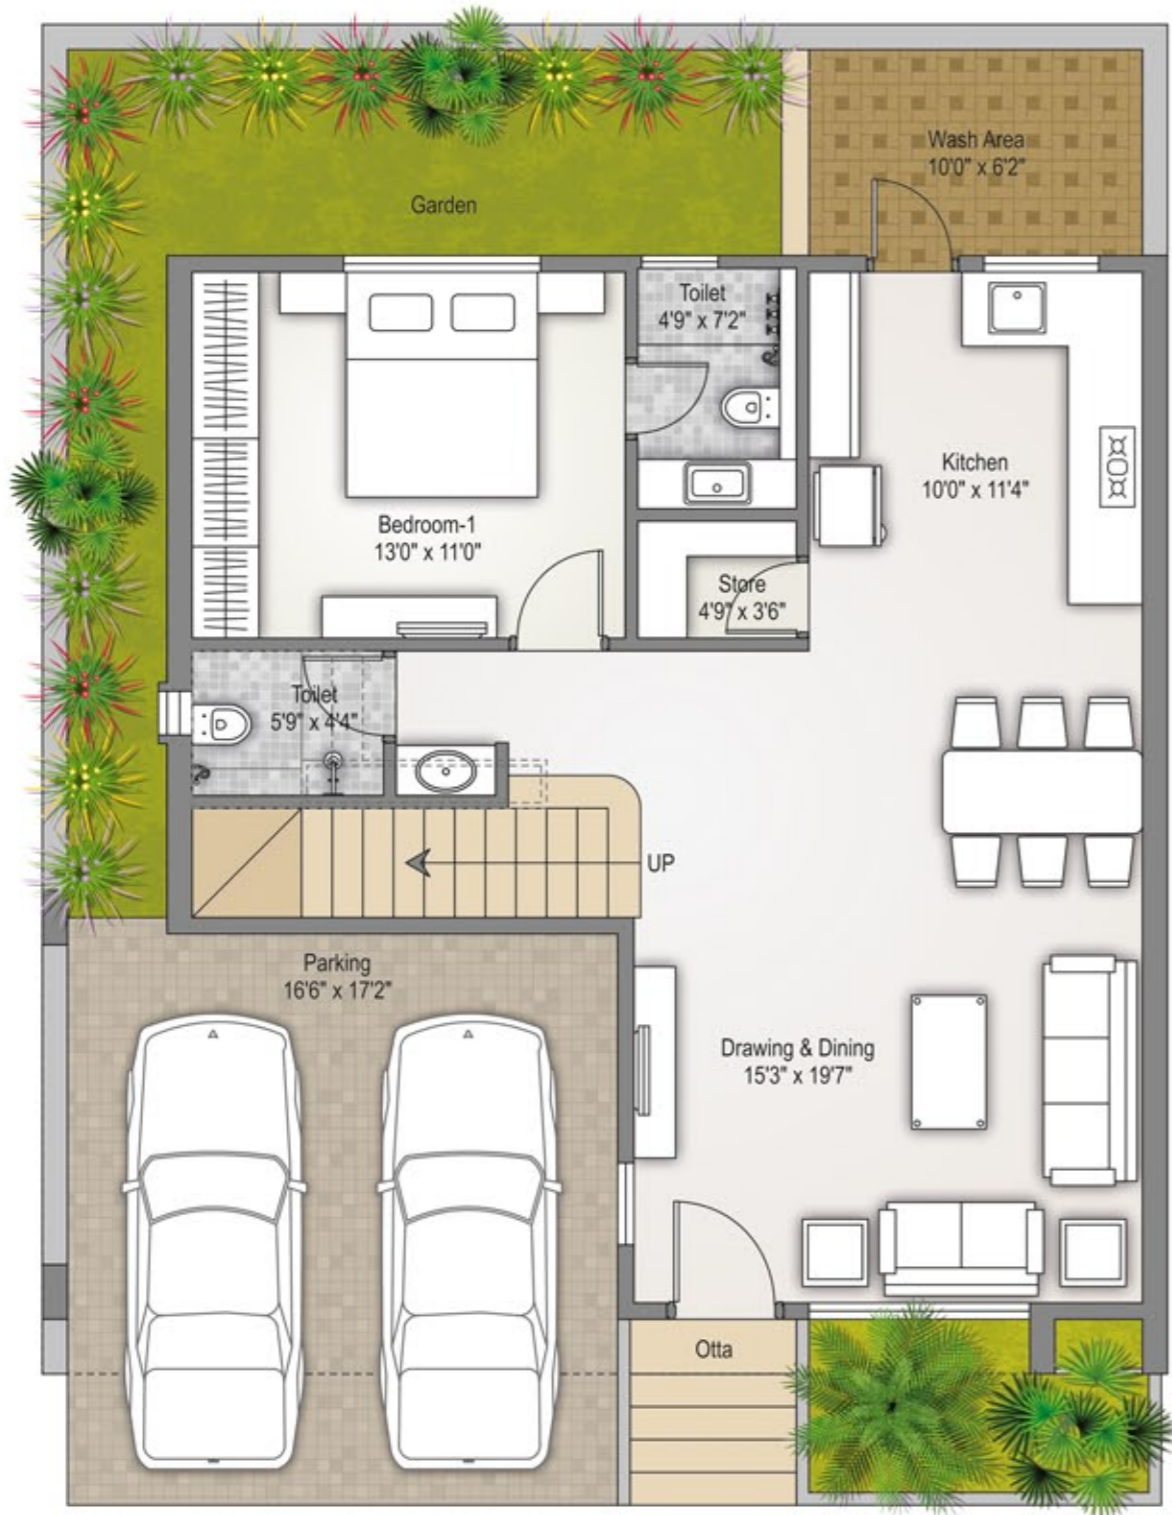 Wash Area
10'0" x 6'2"
Garden
Toilet
4'9" x 7'2"
Kitchen
10'0" x 11'4"
Bedroom-1
13'0" x 11'0"
Store
4'9" x 3'6"
Toilet
5'9" x 4'4"
UP
Parking
16'6" x 17'2"
Drawing & Dining
15'3" x 19'7"
Otta